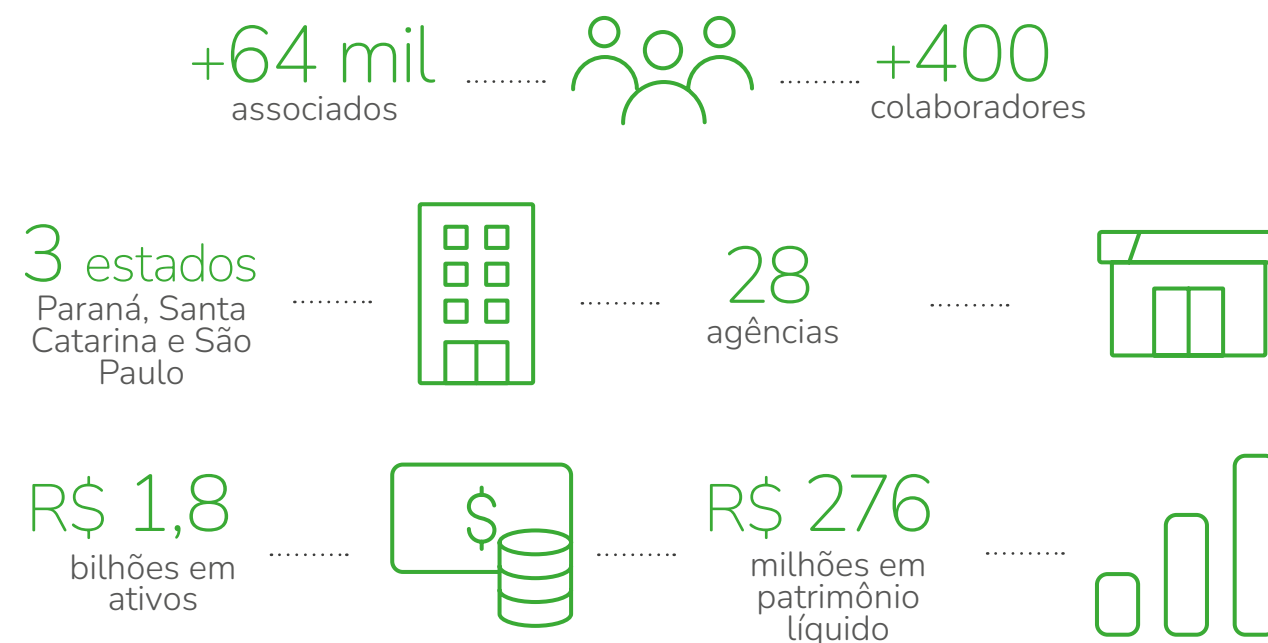 +64 mil
associados
+400
colaboradores
3 estados
Paraná, Santa
Catarina e São
Paulo
28
agências
R$ 1,8
bilhões em
ativos
$
R$ 276
milhões em
patrimônio
líquido